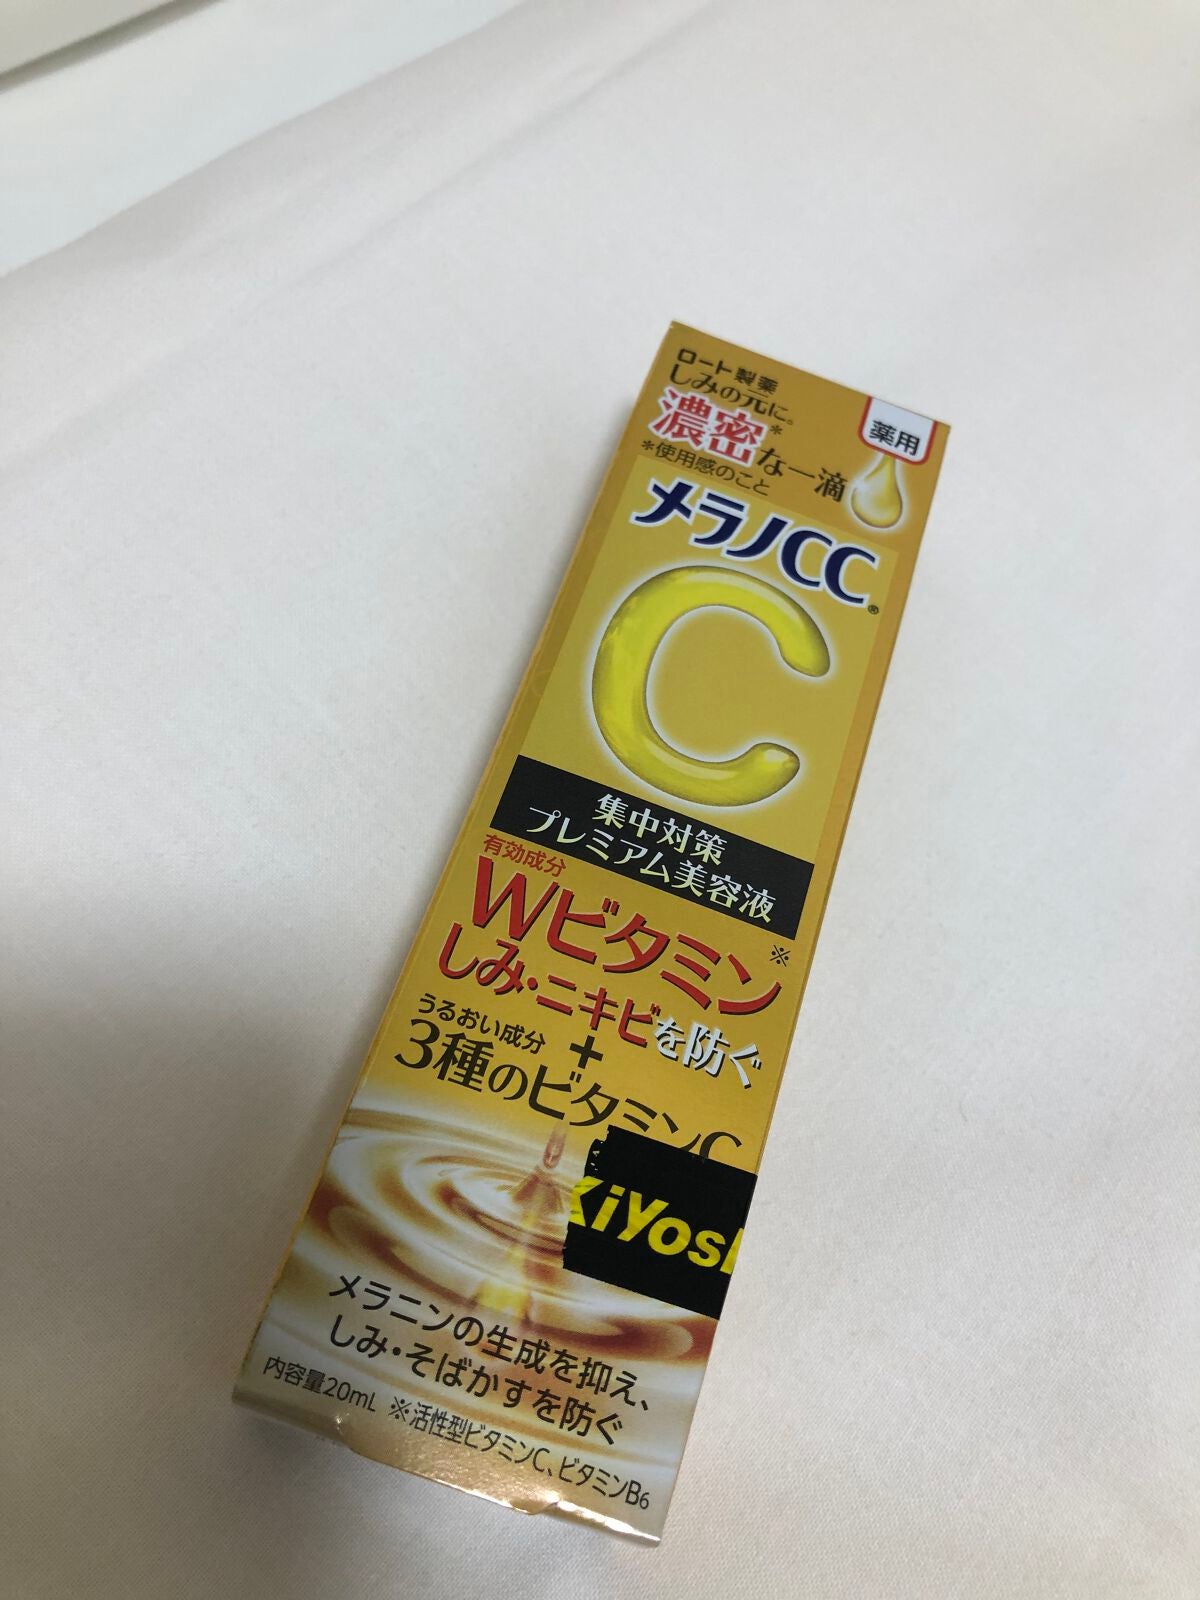 ロート製薬
しみの元に。
濃密*な一滴
*使用感のこと
薬用
メラノCC®
C
集中対策
プレミアム美容液
有効成分
Wビタミン※
しみ・ニキビを防ぐ
+
うるおい成分
3種のビタミンC
KiYosh
メラニンの生成を抑え、
しみ・そばかすを防ぐ
内容量20mL ※活性型ビタミンC、ビタミンB6